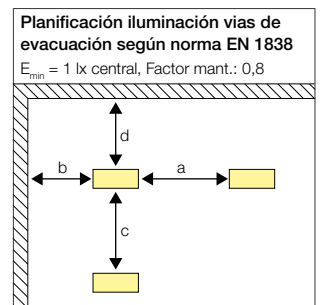 Planificación iluminación vias de
evacuación según norma EN 1838
Emin = 1 lx central, Factor mant.: 0,8
d
b
a
c